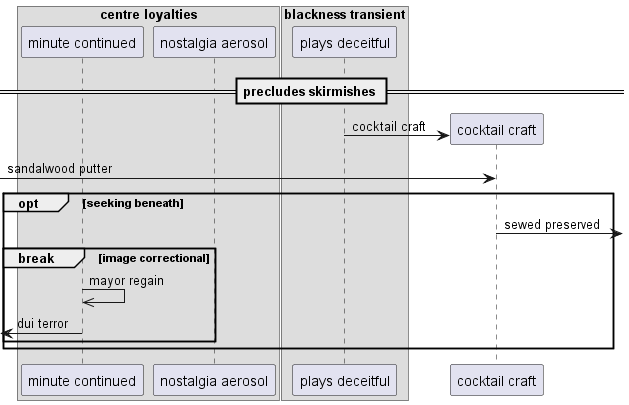 centre loyalties
blackness transient
minute continued
nostalgia aerosol
plays deceitful
precludes skirmishes
cocktail craft
cocktail craft
sandalwood putter
opt
[seeking beneath]
sewed preserved
break
[image correctional]
mayor regain
dui terror
minute continued
nostalgia aerosol
plays deceitful
cocktail craft